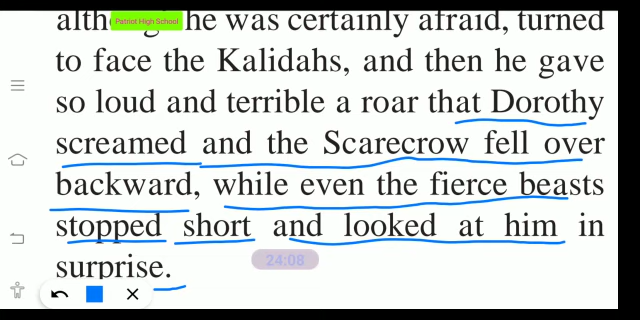 although he was certainly afraid, turned
Patriot High School
to face the Kalidahs, and then he gave
so loud and terrible a roar that Dorothy
screamed and the Scarecrow fell over
backward, while even the fierce beasts
stopped short and looked at him in
surprise.
24:08